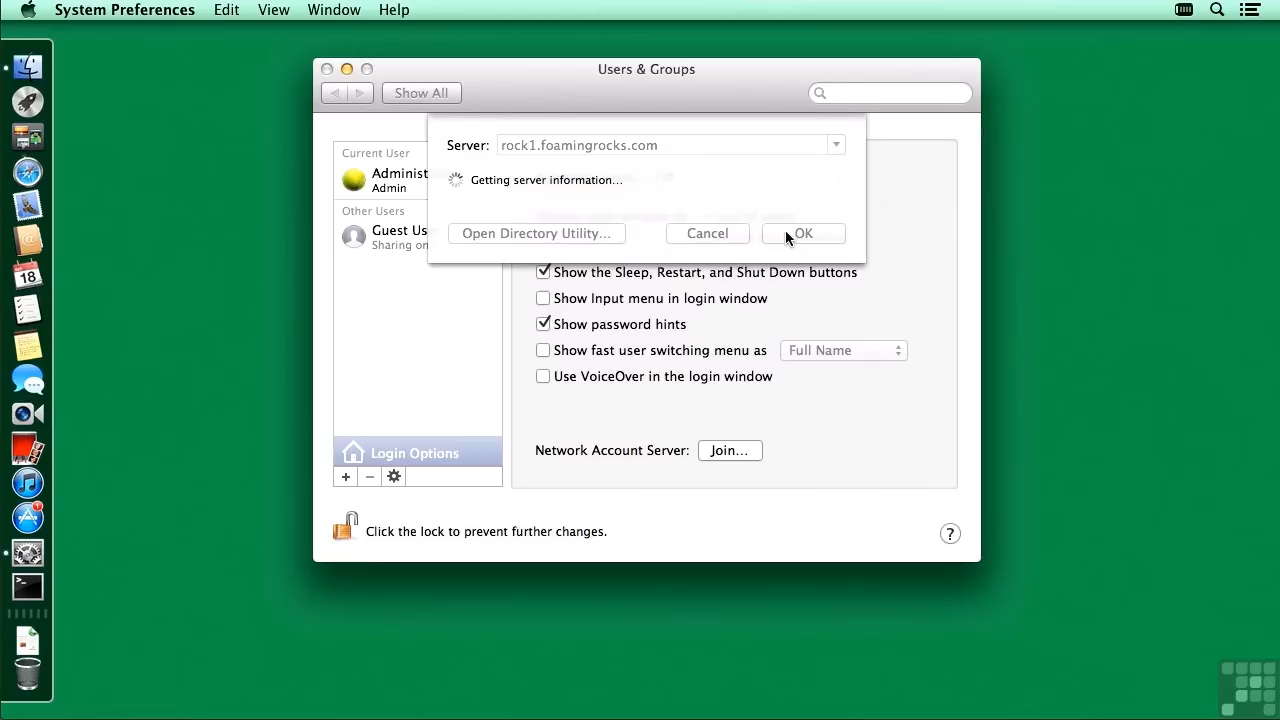 System Preferences Edit View Window Help
Users & Groups
Show All
Server: rock1.foamingrocks.com
Getting server information...
Open Directory Utility... Cancel OK
Current User
Administ
Admin
Other Users
Guest Us
Sharing on
Login Options
Show the Sleep, Restart, and Shut Down buttons
Show Input menu in login window
Show password hints
Show fast user switching menu as Full Name
Use VoiceOver in the login window
Network Account Server: Join...
Click the lock to prevent further changes.
?
SEP
18
1